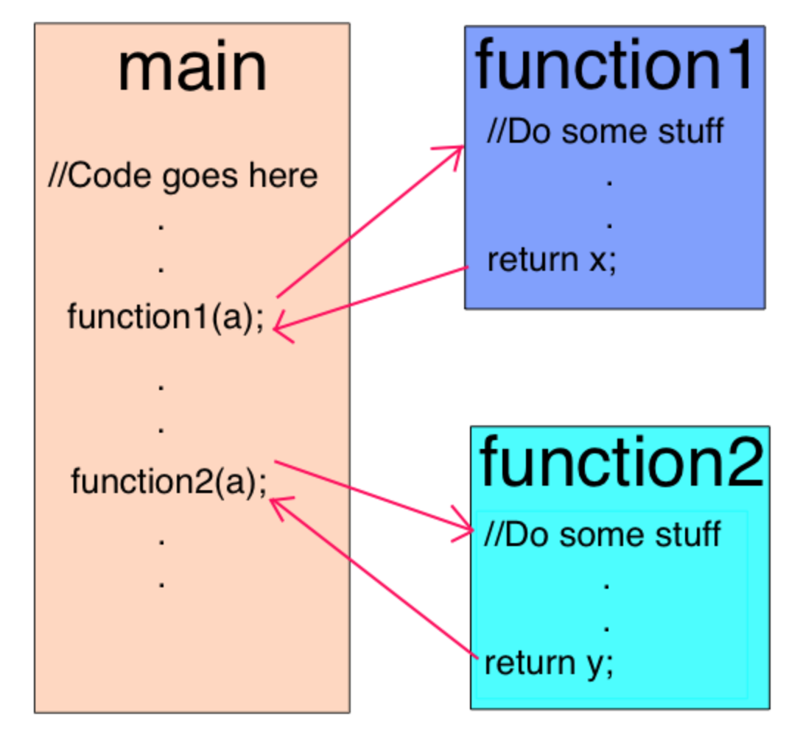 main
//Code goes here
.
.
function1(a);
.
.
function2(a);
.
.
function1
//Do some stuff
.
.
return x;
function2
//Do some stuff
.
.
return y;